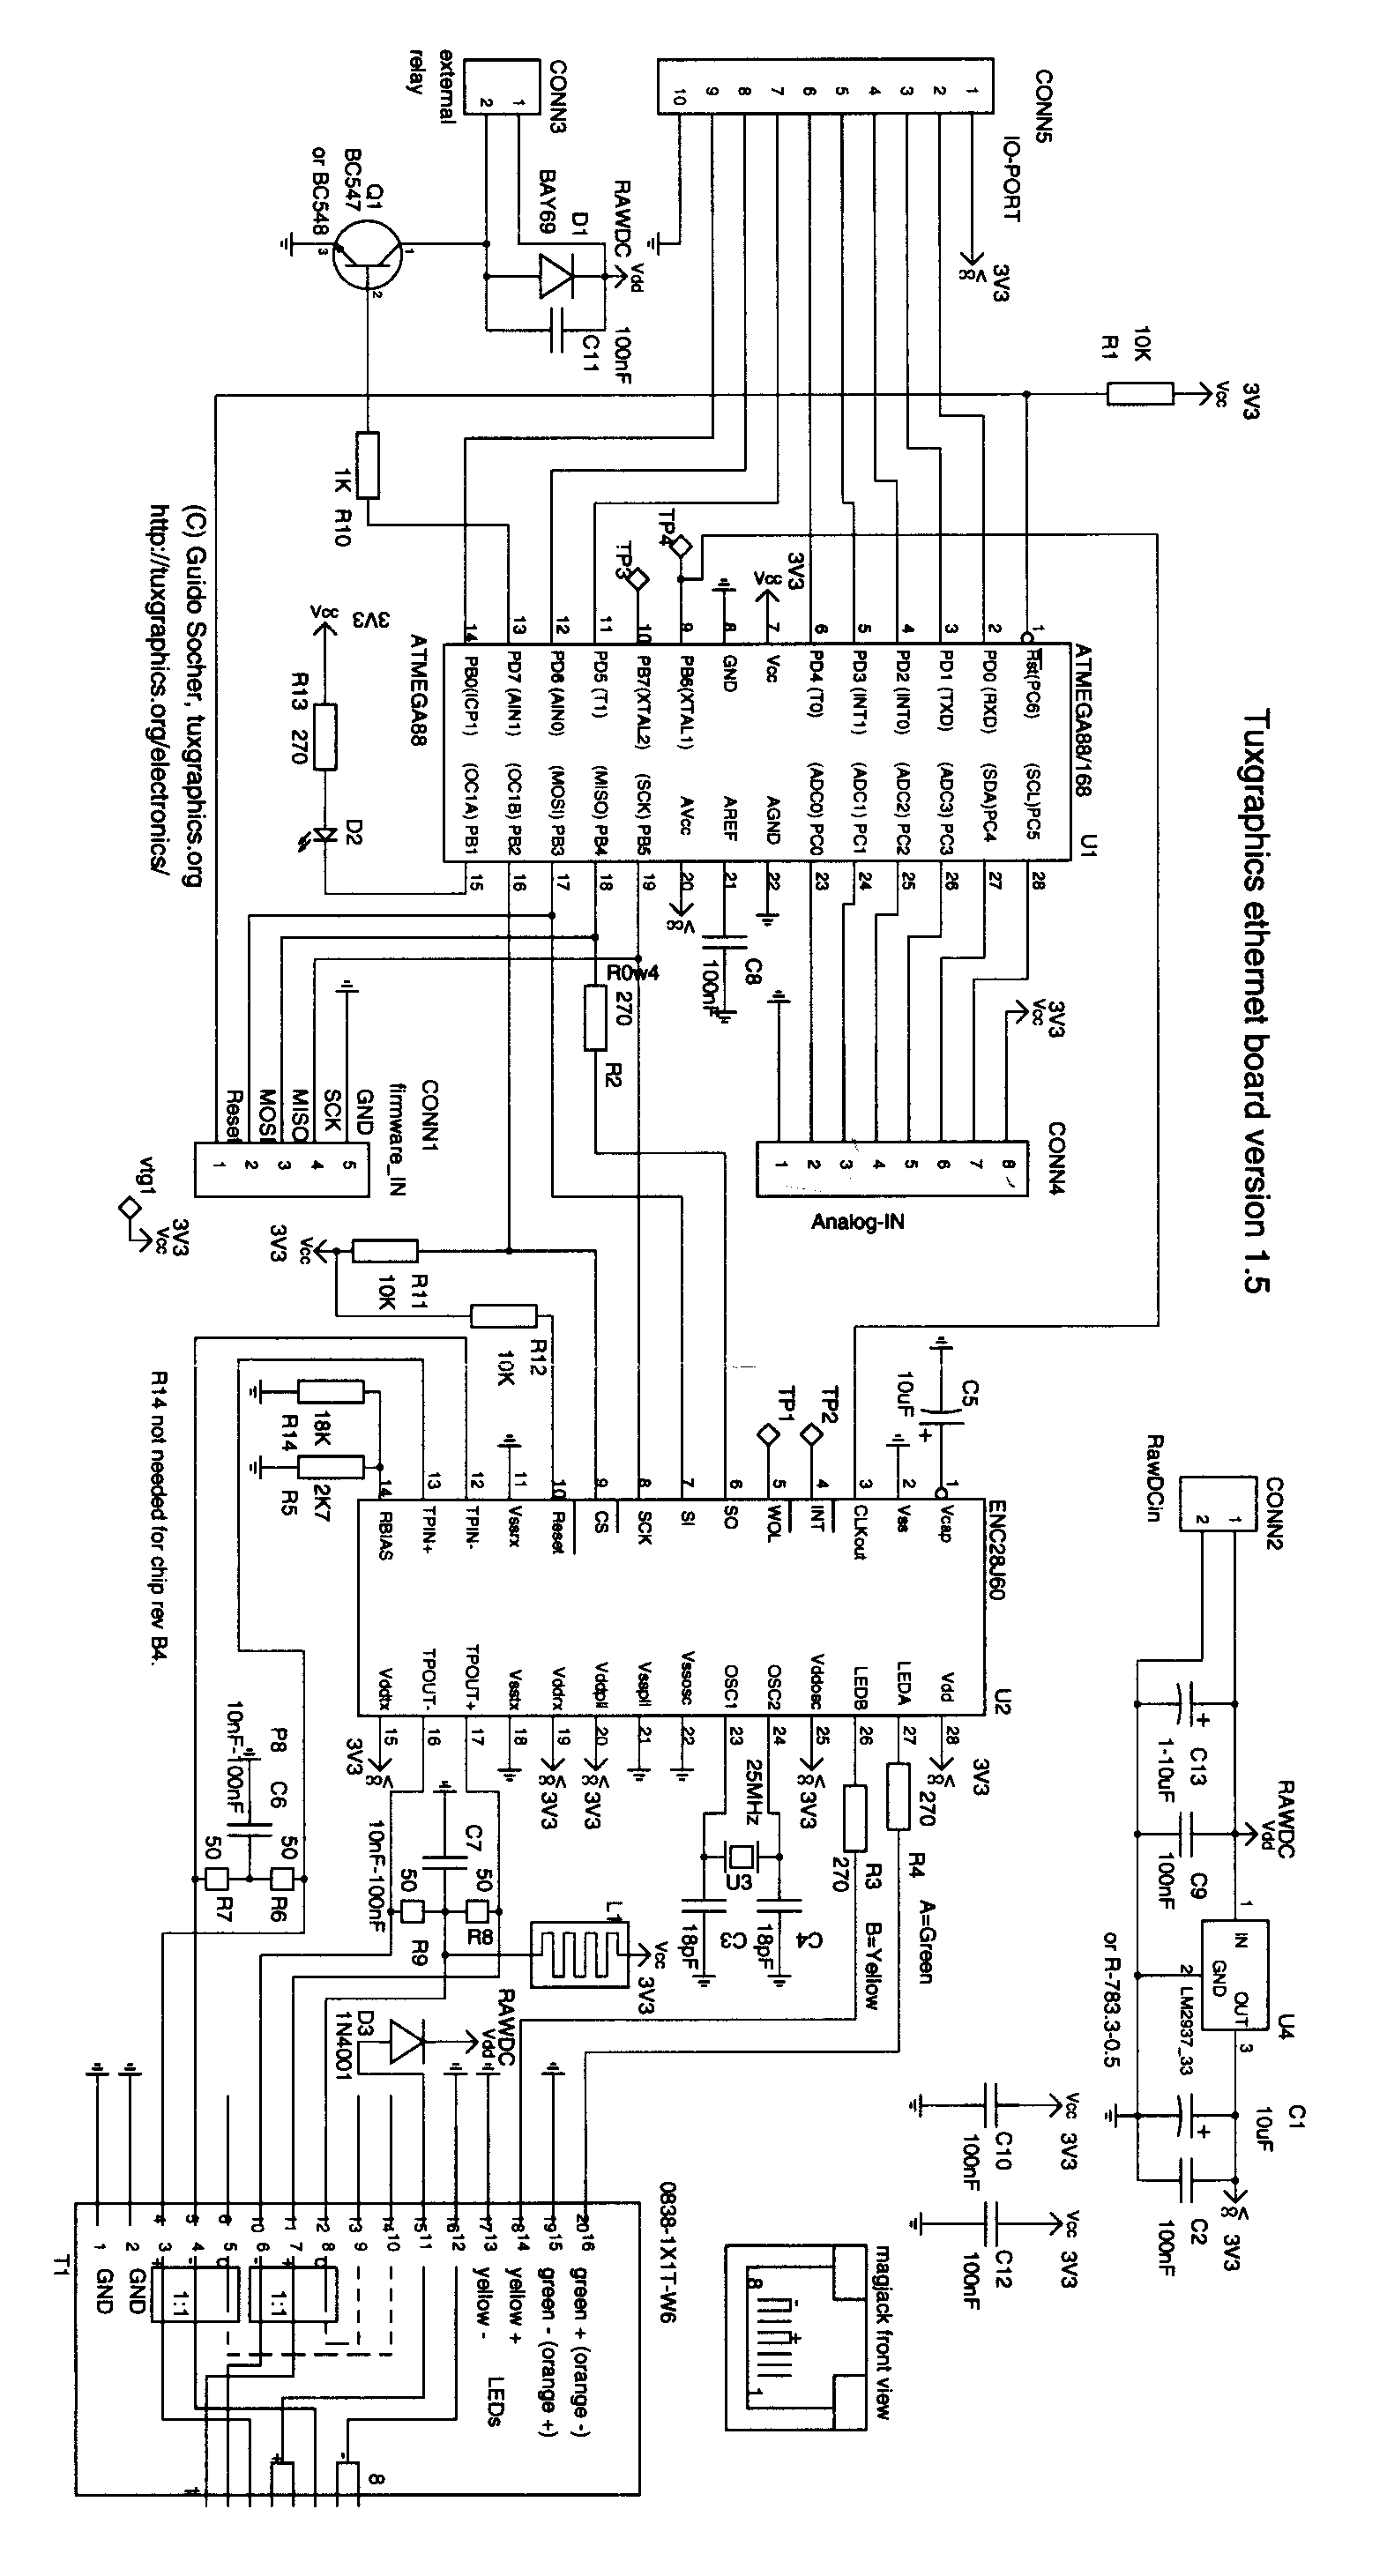 Tuxgraphics ethernet board version 1.5
CONN5
IO-PORT
1
2
3
4
5
6
7
8
9
10
3V3
CONN3
1
2
external
relay
RAWDC
Vdd
D1
BAY69
C11
100nF
Q1
BC547
or BC548
1
2
3
10K
R1
Vcc
3V3
1K
R10
TP4
TP3
3V3
Vcc
ATMEGA88/168
U1
ATMEGA88
1
2
3
4
5
6
7
8
9
10
11
12
13
14
Rst(PC6)
PD0 (RXD)
PD1 (TXD)
PD2 (INT0)
PD3 (INT1)
PD4 (T0)
Vcc
GND
PB6(XTAL1)
PB7(XTAL2)
PD5 (T1)
PD6 (AIN0)
PD7 (AIN1)
PB0(ICP1)
(SCL)PC5
(SDA)PC4
(ADC3) PC3
(ADC2) PC2
(ADC1) PC1
(ADC0) PC0
AGND
AREF
AVcc
(SCK) PB5
(MISO) PB4
(MOSI) PB3
(OC1B) PB2
(OC1A) PB1
28
27
26
25
24
23
22
21
20
19
18
17
16
15
3V3
Vcc
R13
270
D2
(C) Guido Socher, tuxgraphics.org
http://tuxgraphics.org/electronics/
C8
100nF
R0w4
270
R2
3V3
Vcc
CONN4
8
7
6
5
4
3
2
1
Analog-IN
CONN1
firmware_IN
GND
SCK
MISO
MOSI
Reset
5
4
3
2
1
vtg1
3V3
Vcc
3V3
Vcc
R11
10K
R12
10K
C5
10uF
+
TP2
TP1
R14
18K
R5
2K7
R14 not needed for chip rev B4.
ENC28J60
U2
1
2
3
4
5
6
7
8
9
10
11
12
13
14
Vcap
Vss
CLKout
INT
WOL
SO
SI
SCK
CS
Reset
Vssrx
TPIN-
TPIN+
RBIAS
Vdd
LEDA
LEDB
Vddosc
OSC2
OSC1
Vssosc
Vsspll
Vddpll
Vddrx
Vsstx
TPOUT+
TPOUT-
Vddtx
28
27
26
25
24
23
22
21
20
19
18
17
16
15
3V3
3V3
3V3
3V3
3V3
CONN2
RawDCin
1
2
C13
1-10uF
+
RAWDC
Vdd
C9
100nF
IN
GND
OUT
1
2
3
U4
LM2937_33
or R-783.3-0.5
C1
10uF
+
C2
100nF
3V3
270
R4
R3
270
A=Green
B=Yellow
25MHz
U3
C4
18pF
C3
18pF
C7
10nF-100nF
50
R8
50
R9
P8
C6
10nF-100nF
50
R6
50
R7
L1
Vcc
3V3
RAWDC
Vdd
D3
1N4001
Vcc
3V3
C10
100nF
Vcc
3V3
C12
100nF
magjack front view
8
1
-
+
0838-1X1T-W6
20
19
18
17
16
15
14
13
12
11
10
6
5
4
16
15
14
13
12
11
10
9
8
7
6
5
4
3
2
1
green + (orange -)
green - (orange +)
yellow +
yellow -
LEDs
1:1
1:1
GND
GND
T1
8
1